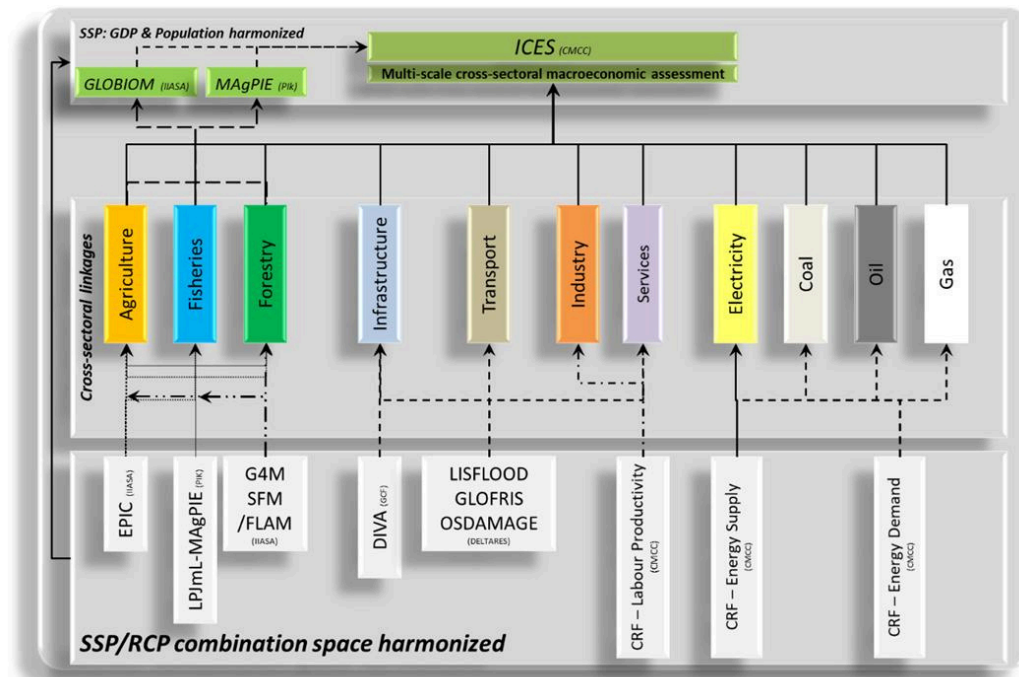 SSP: GDP & Population harmonized
ICES (CMCC)
Multi-scale cross-sectoral macroeconomic assessment
GLOBIOM (IIASA)
MAgPIE (PIk)
Cross-sectoral linkages
Agriculture
Fisheries
Forestry
Infrastructure
Transport
Industry
Services
Electricity
Coal
Oil
Gas
EPIC (IIASA)
LPJmL-MAgPIE (PIK)
G4M
SFM
/FLAM
(IIASA)
DIVA (GCF)
LISFLOOD
GLOFRIS
OSDAMAGE
(DELTARES)
CRF – Labour Productivity
(CMCC)
CRF – Energy Supply
(CMCC)
CRF – Energy Demand
(CMCC)
SSP/RCP combination space harmonized